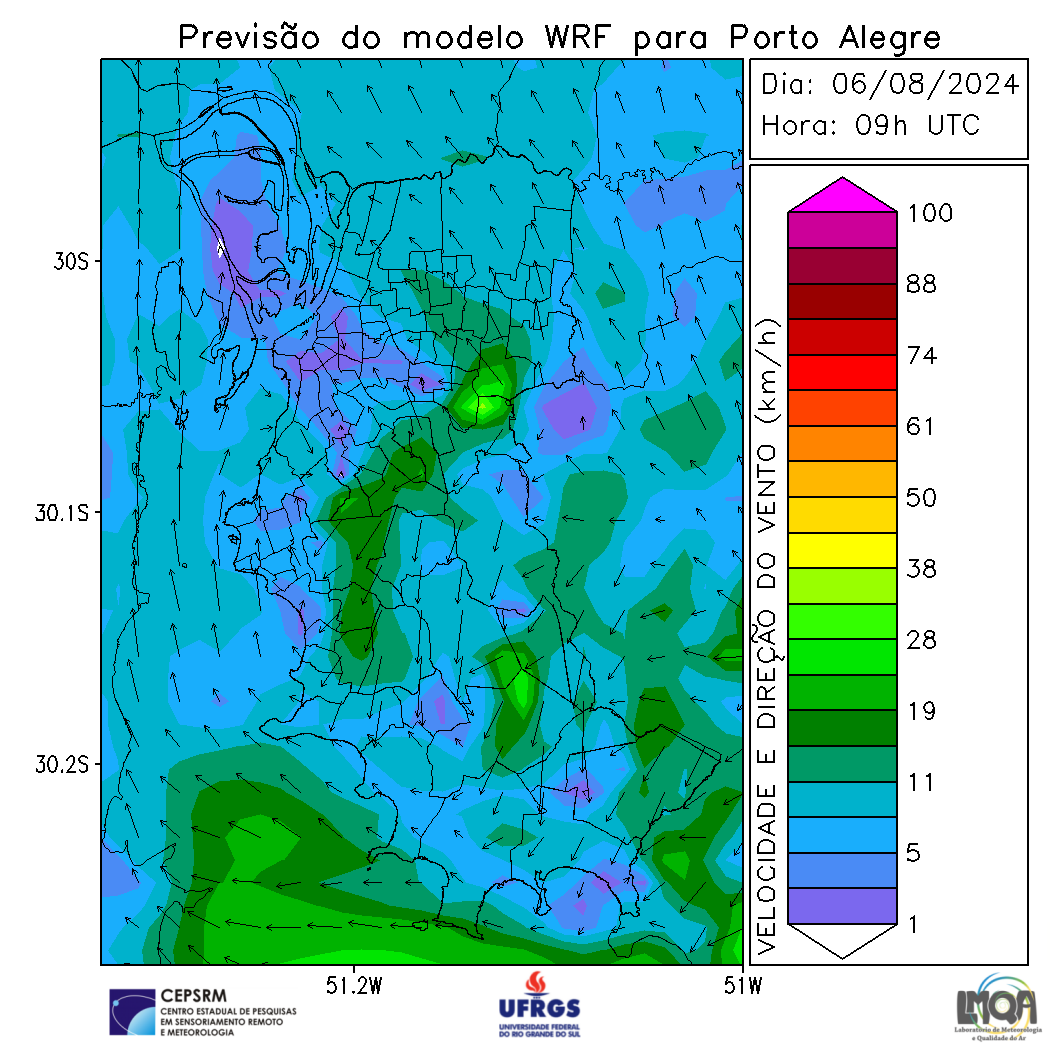 Previsão do modelo WRF para Porto Alegre
Dia: 06/08/2024
Hora: 09h UTC
30S
30.1S
30.2S
51.2W
51W
VELOCIDADE E DIREÇÃO DO VENTO (km/h)
100
88
74
61
50
38
28
19
11
5
1
CEPSRM
CENTRO ESTADUAL DE PESQUISAS
EM SENSORIAMENTO REMOTO
E METEOROLOGIA
UFRGS
UNIVERSIDADE FEDERAL
DO RIO GRANDE DO SUL
LMQA
Laboratório de Meteorologia
e Qualidade do Ar